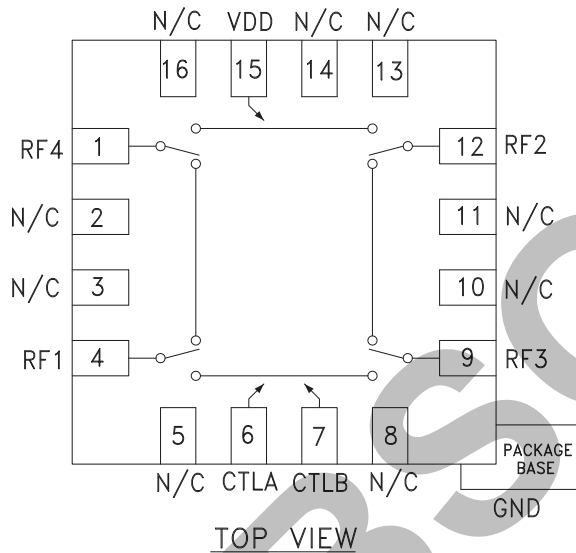 N/C VDD N/C N/C
16 15 14 13
RF4 1 12 RF2
N/C 2 11 N/C
N/C 3 10 N/C
RF1 4 9 RF3
5 6 7 8
N/C CTLA CTLB N/C
PACKAGE
BASE
GND
TOP VIEW